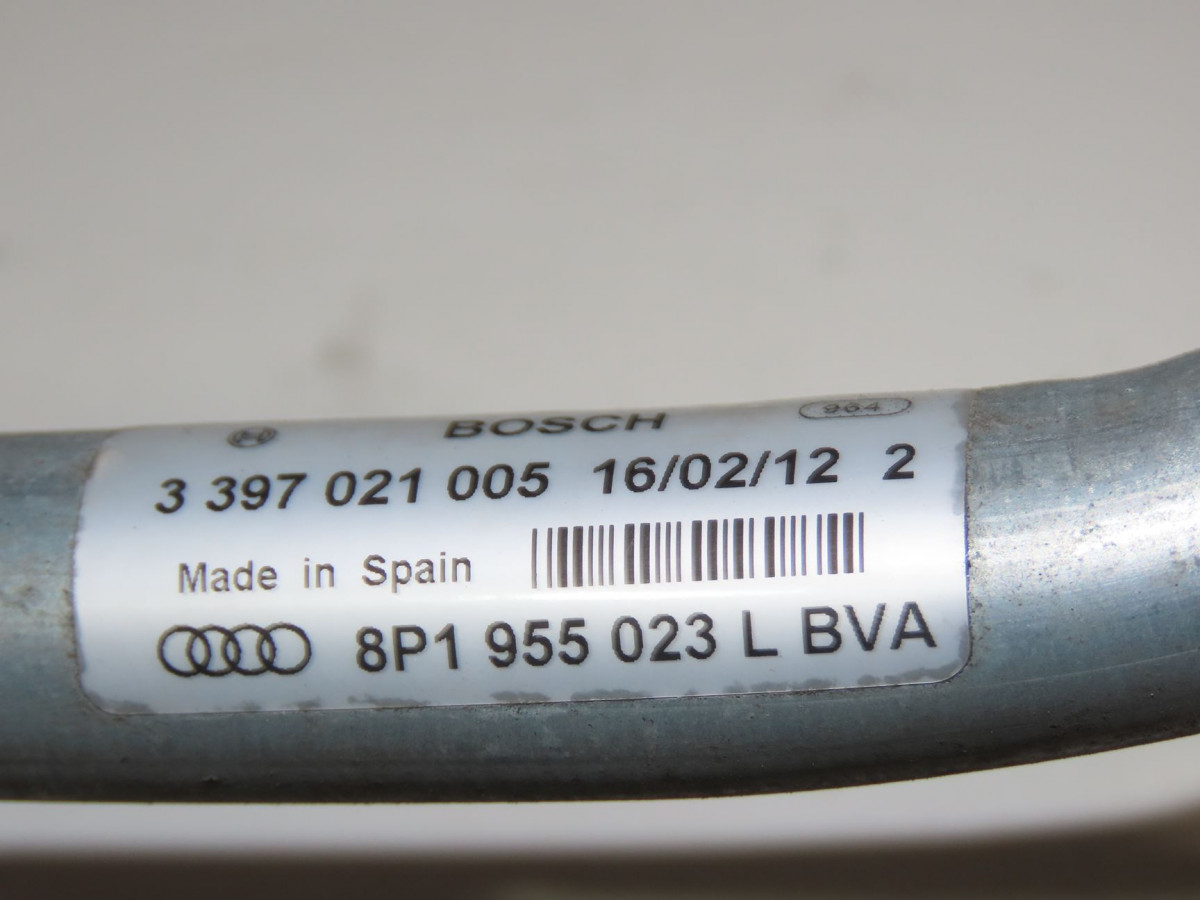 BOSCH 964
3 397 021 005 16/02/12 2
Made in Spain
8P1 955 023 L BVA